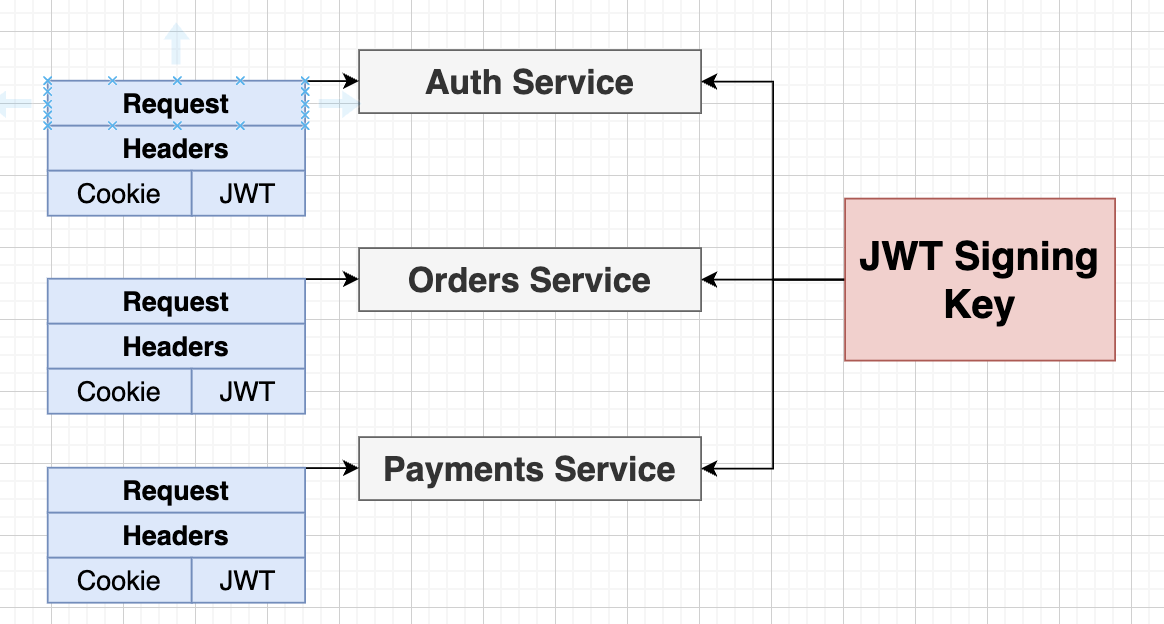 Request
Headers
Cookie JWT
Auth Service
Request
Headers
Cookie JWT
Orders Service
Request
Headers
Cookie JWT
Payments Service
JWT Signing
Key